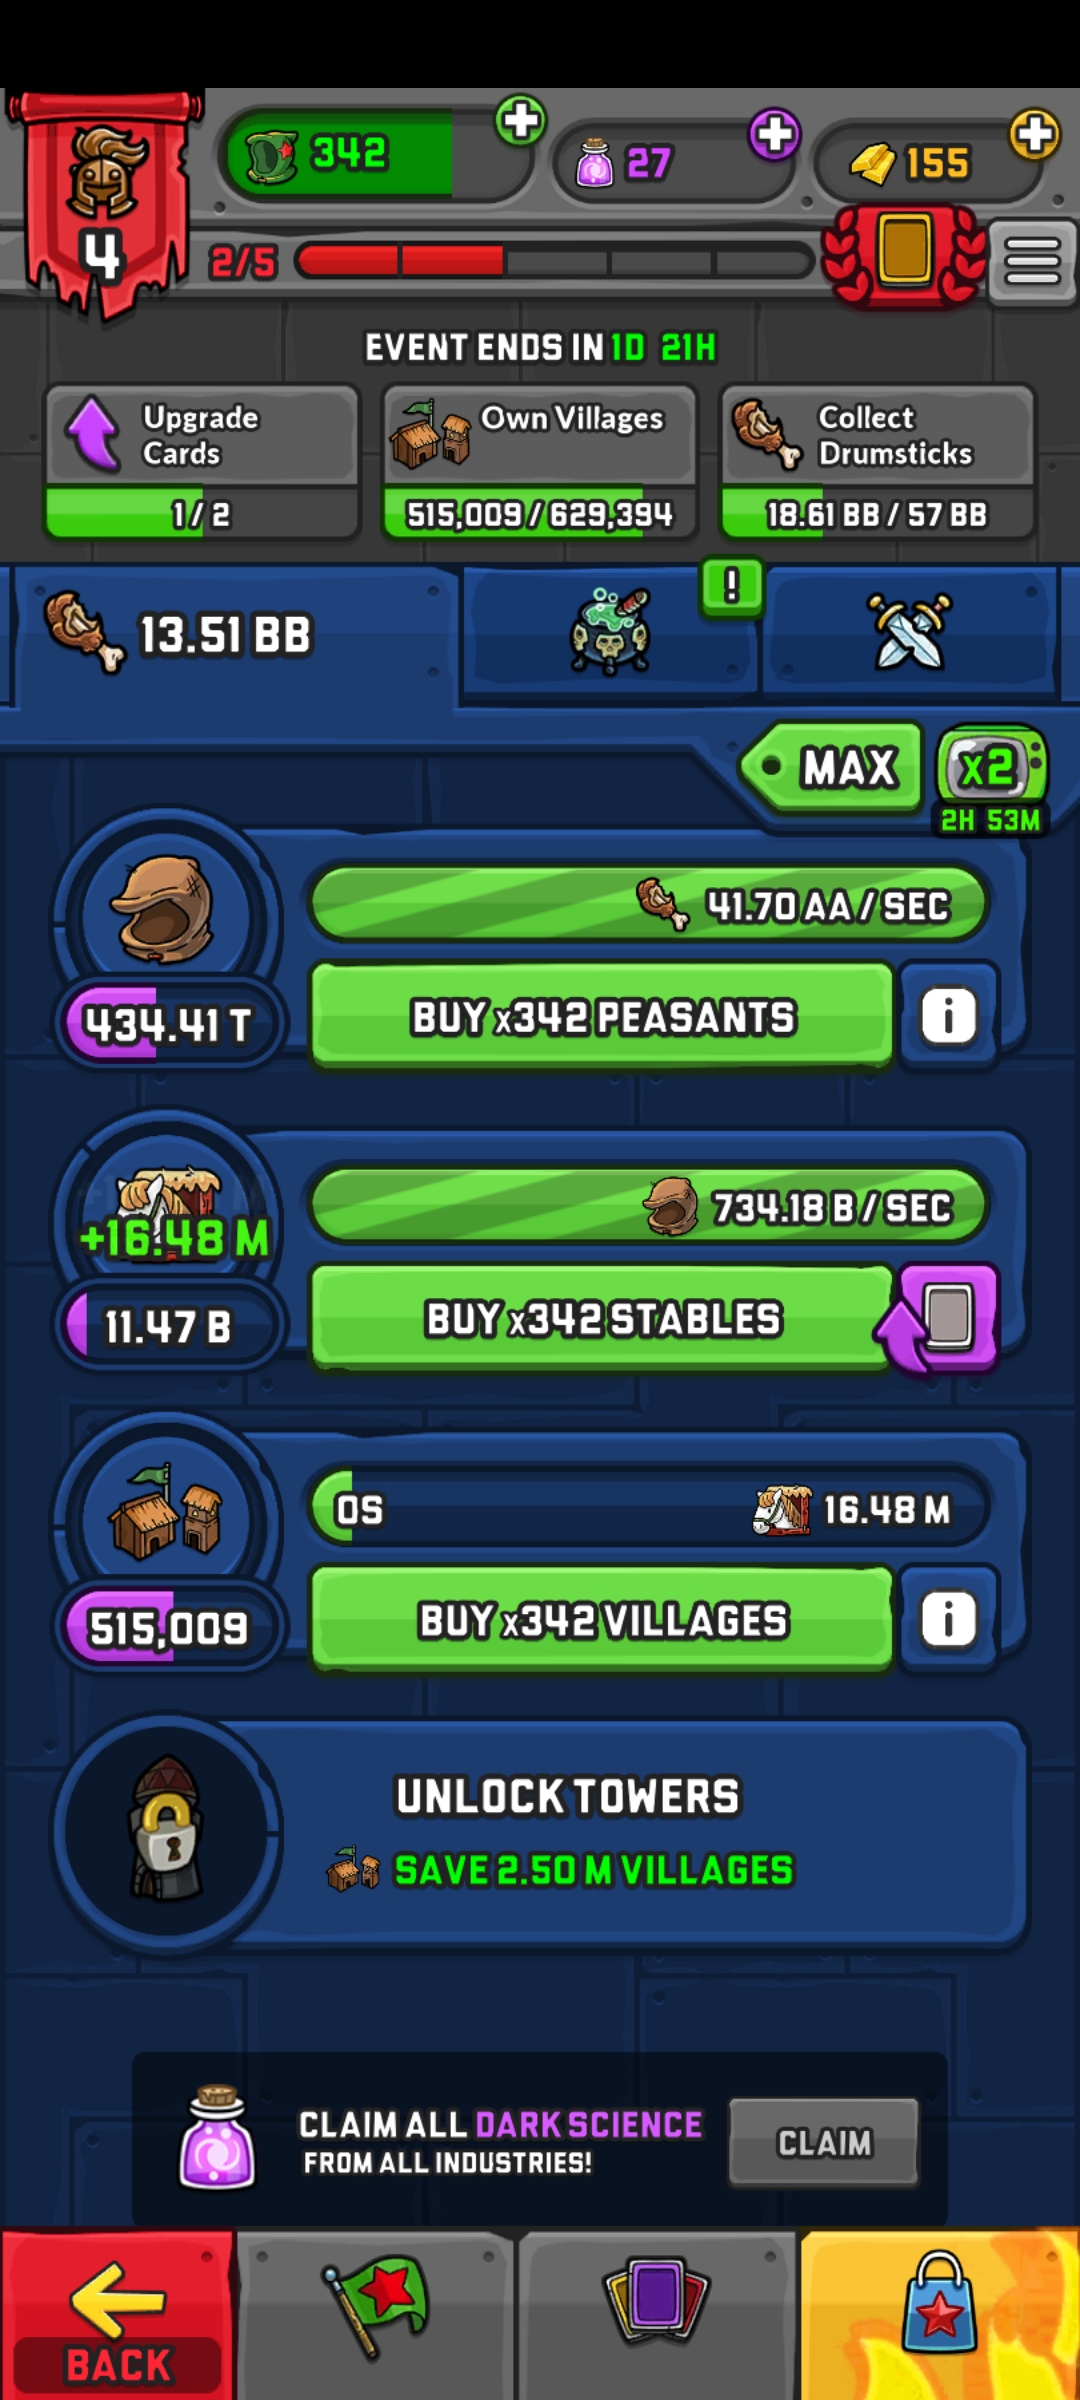 342
27
155
4
2/5
EVENT ENDS IN 1D 21H
Upgrade
Cards
1/2
Own Villages
515,009/629,394
Collect
Drumsticks
18.61 BB / 57 BB
13.51 BB
!
MAX
x2
2H 53M
41.70 AA/SEC
434.41 T
BUY x342 PEASANTS
i
+16.48 M
734.18 B/SEC
11.47 B
BUY x342 STABLES
0S
16.48 M
515,009
BUY x342 VILLAGES
i
UNLOCK TOWERS
SAVE 2.50 M VILLAGES
CLAIM ALL DARK SCIENCE
FROM ALL INDUSTRIES!
CLAIM
BACK